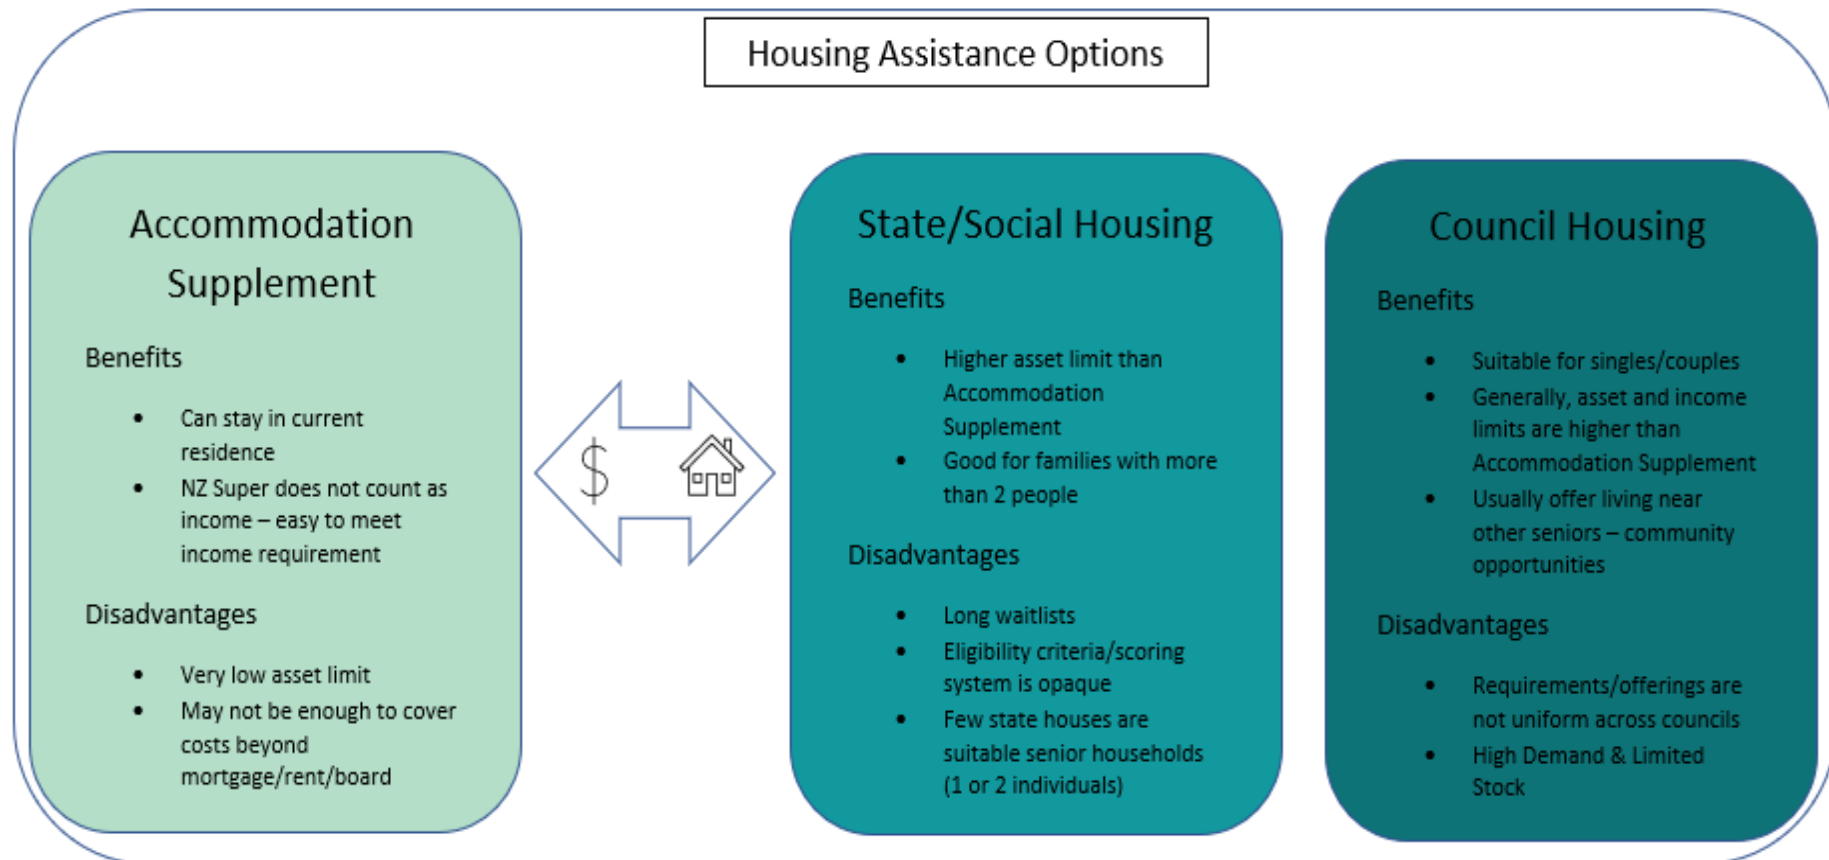 Housing Assistance Options
Accommodation
Supplement
Benefits
• Can stay in current
residence
• NZ Super does not count as
income – easy to meet
income requirement
Disadvantages
• Very low asset limit
• May not be enough to cover
costs beyond
mortgage/rent/board
$
State/Social Housing
Benefits
• Higher asset limit than
Accommodation
Supplement
• Good for families with more
than 2 people
Disadvantages
• Long waitlists
• Eligibility criteria/scoring
system is opaque
• Few state houses are
suitable senior households
(1 or 2 individuals)
Council Housing
Benefits
• Suitable for singles/couples
• Generally, asset and income
limits are higher than
Accommodation Supplement
• Usually offer living near
other seniors – community
opportunities
Disadvantages
• Requirements/offerings are
not uniform across councils
• High Demand & Limited
Stock